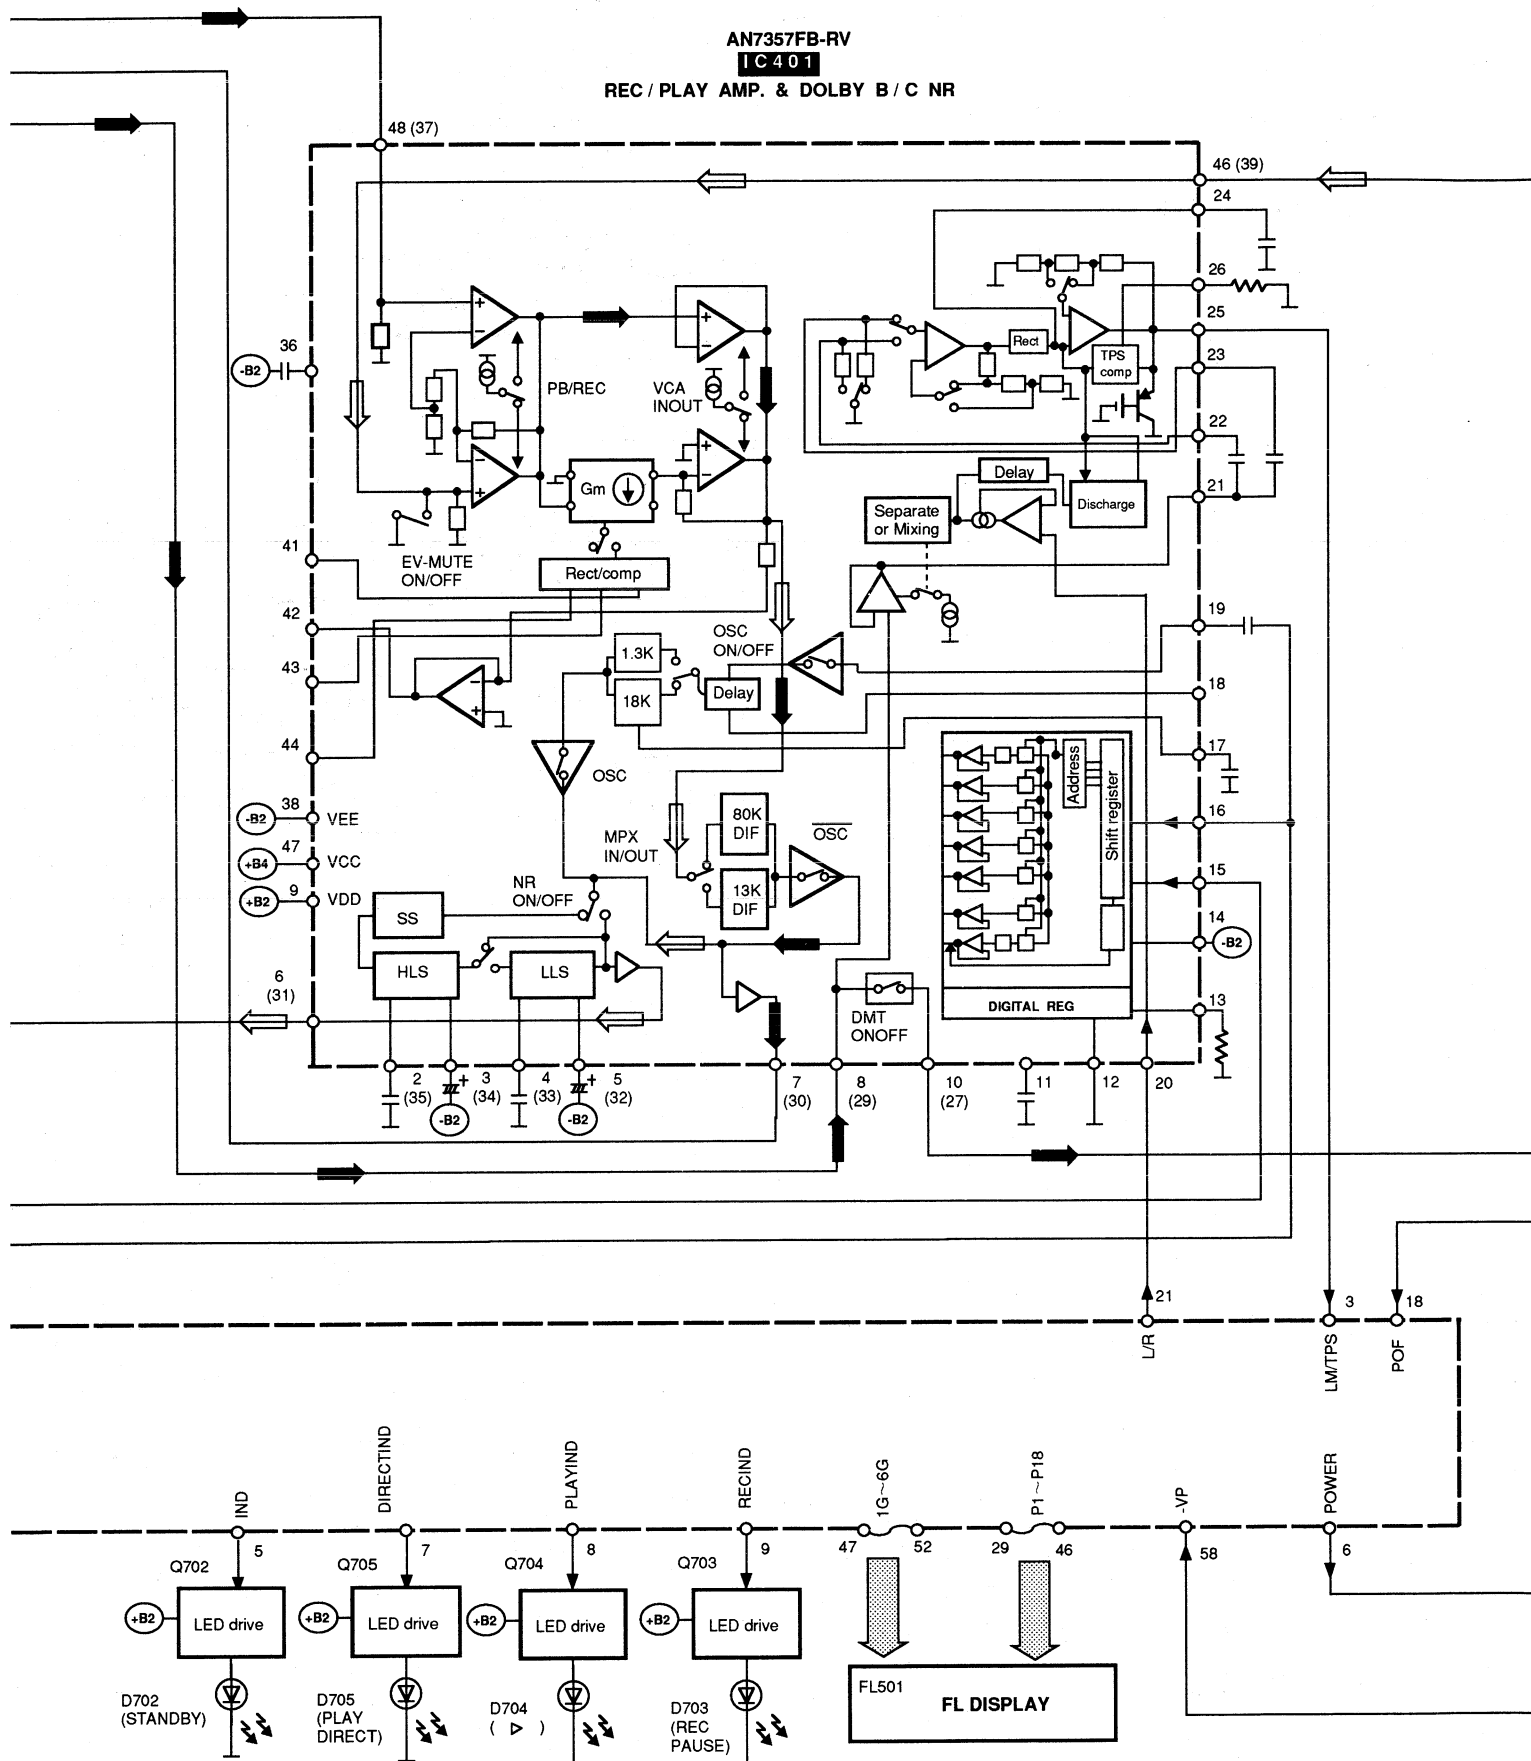 AN7357FB-RV
IC401
REC / PLAY AMP. & DOLBY B / C NR
48 (37)
46 (39)
24
26
25
23
22
21
36
-B2
+
−
+
−
PB/REC
VCA
INOUT
Rect
TPS
comp
−
+
Gm
+
−
Delay
Discharge
Separate
or Mixing
41
EV-MUTE
ON/OFF
Rect/comp
42
19
43
OSC
ON/OFF
1.3K
18K
Delay
18
−
+
44
OSC
17
Address
Shift register
38
-B2
VEE
47
+B4
VCC
9
+B2
VDD
MPX
IN/OUT
80K
DIF
OSC
16
15
NR
ON/OFF
13K
DIF
SS
14
-B2
HLS
LLS
6
(31)
DMT
ONOFF
DIGITAL REG
13
2
(35)
+
3
(34)
4
(33)
+
5
(32)
-B2
-B2
7
(30)
8
(29)
10
(27)
11
12
20
21
3
18
L/R
LM/TPS
POF
IND
DIRECTIND
PLAYIND
RECIND
1G~6G
P1~P18
-VP
POWER
5
7
8
9
47
52
29
46
58
6
Q702
Q705
Q704
Q703
+B2
LED drive
+B2
LED drive
+B2
LED drive
+B2
LED drive
D702
(STANDBY)
D705
(PLAY
DIRECT)
D704
( ▷ )
D703
(REC
PAUSE)
FL501
FL DISPLAY